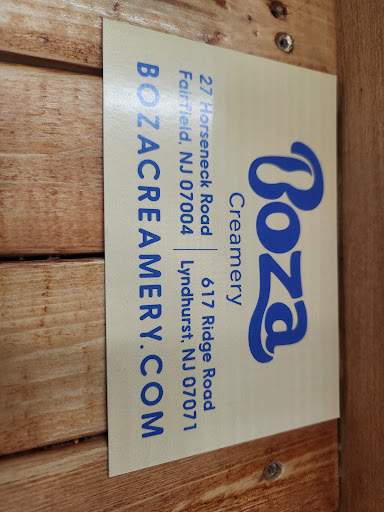 Boza
Creamery
27 Horseneck Road | 617 Ridge Road
Fairfield, NJ 07004 | Lyndhurst, NJ 07071
BOZACREAMERY.COM